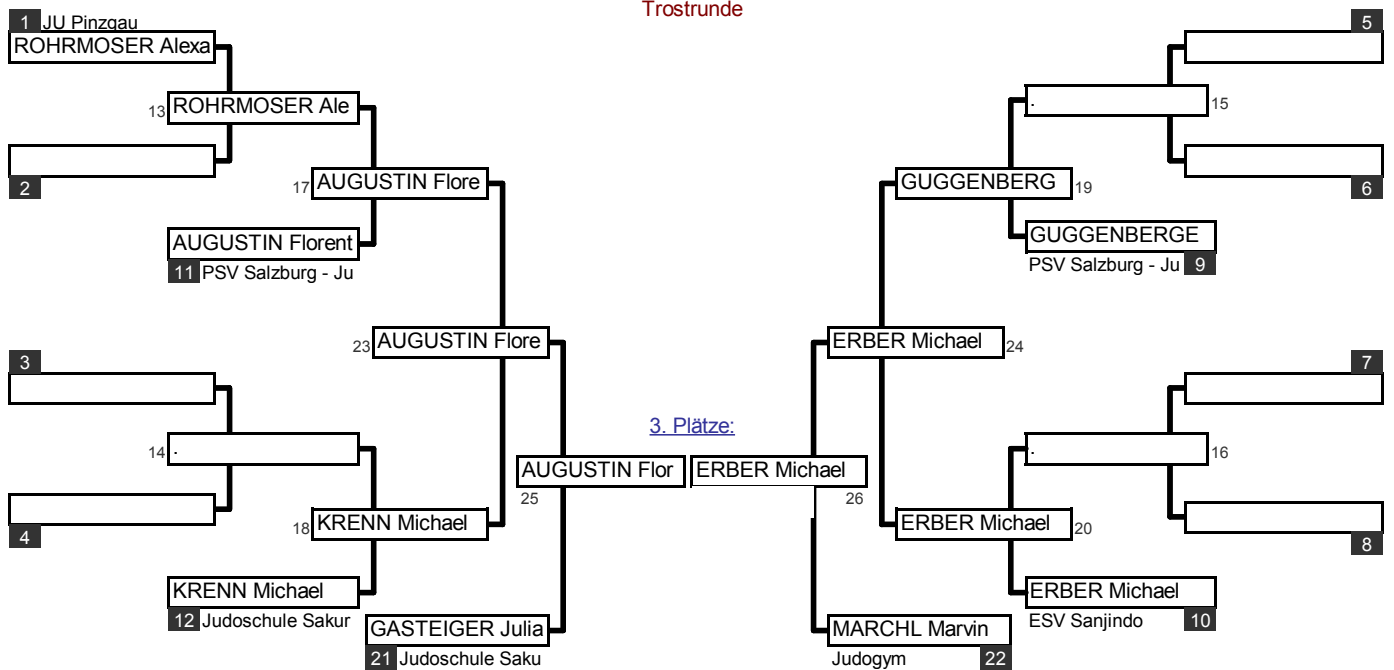 Trostrunde
1 JU Pinzgau
5
ROHRMOSER Alexa
13 ROHRMOSER Ale
. 15
2
17 AUGUSTIN Flore
GUGGENBERG 19
6
AUGUSTIN Florent
GUGGENBERGE
11 PSV Salzburg - Ju
PSV Salzburg - Ju 9
23 AUGUSTIN Flore
ERBER Michael 24
3
7
3. Plätze:
14 .
. 16
AUGUSTIN Flor
ERBER Michael
25
26
4
18 KRENN Michael
ERBER Michael 20
8
KRENN Michael
ERBER Michael
12 Judoschule Sakur
ESV Sanjindo 10
GASTEIGER Julia
MARCHL Marvin
21 Judoschule Saku
Judogym 22